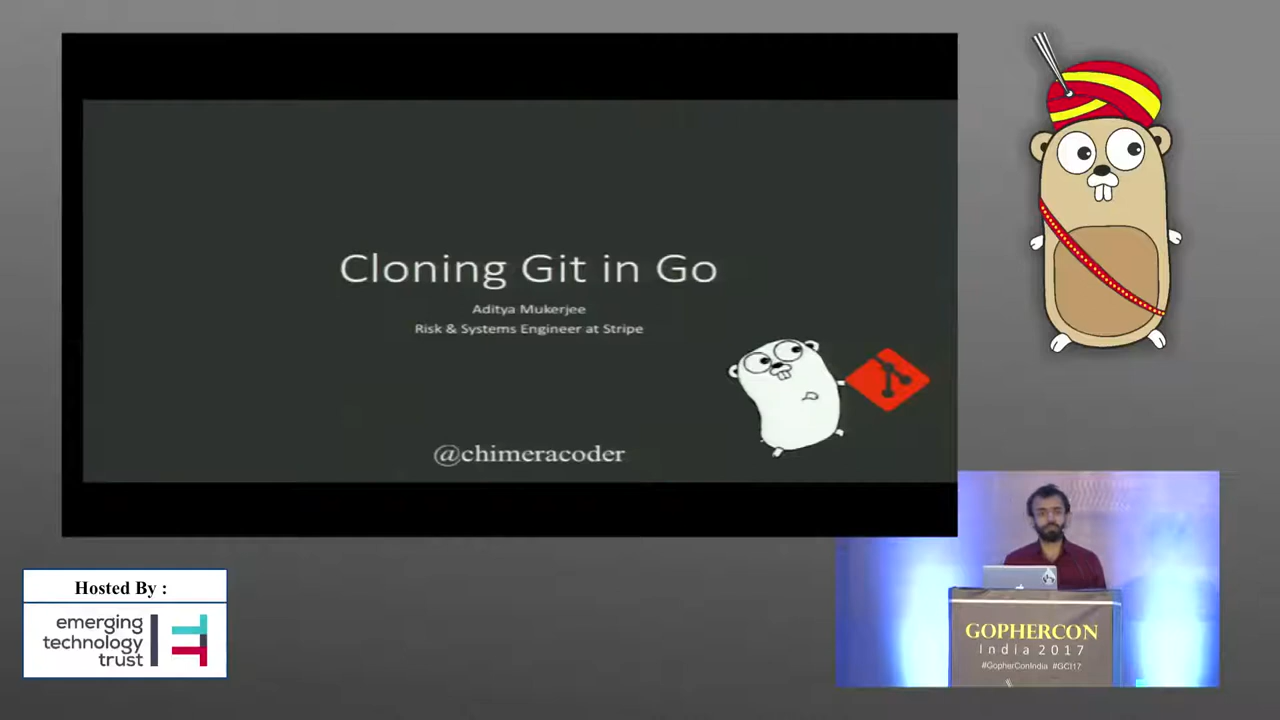 Cloning Git in Go
Aditya Mukerjee
Risk & Systems Engineer at Stripe
@chimeracoder
Hosted By :
emerging
technology
trust
GOPHERCON
India 2017
#GopherConIndia #GCI17